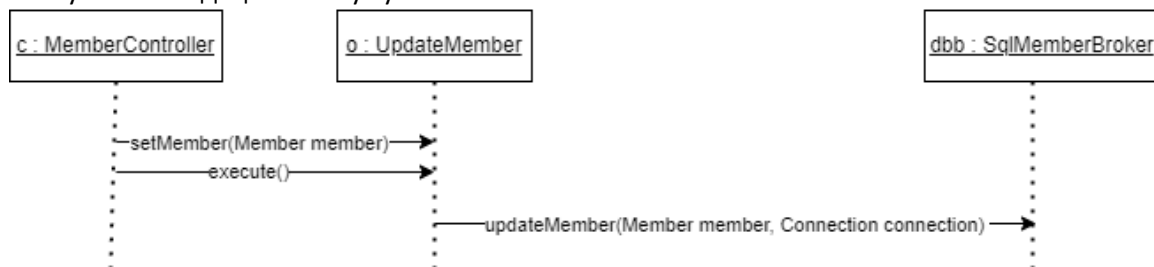 c : MemberController
o : UpdateMember
dbb : SqlMemberBroker
setMember(Member member)
execute()
updateMember(Member member, Connection connection)